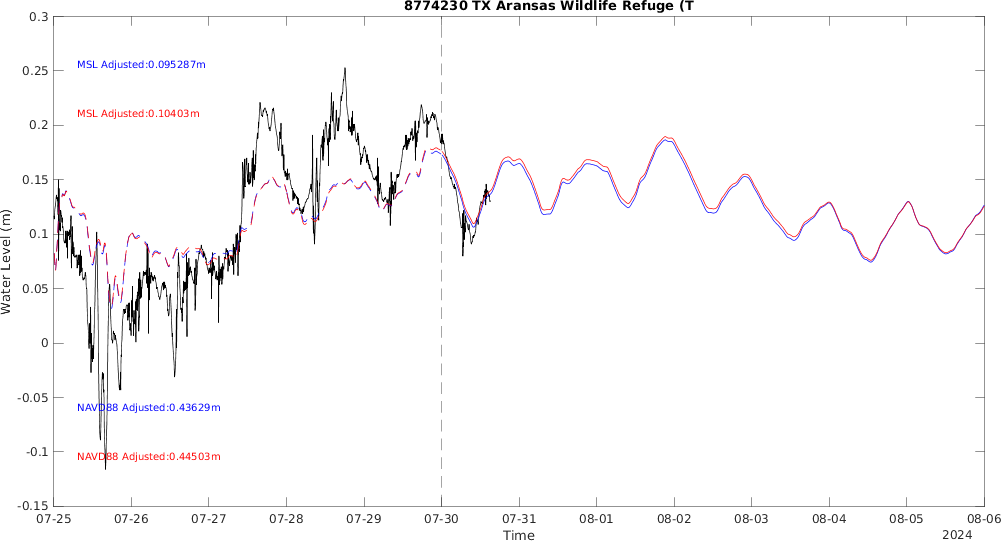 8774230 TX Aransas Wildlife Refuge (T
0.3
0.25
0.2
0.15
0.1
0.05
0
-0.05
-0.1
-0.15
Water Level (m)
MSL Adjusted:0.095287m
MSL Adjusted:0.10403m
NAVD88 Adjusted:0.43629m
NAVD88 Adjusted:0.44503m
07-25 07-26 07-27 07-28 07-29 07-30 07-31 08-01 08-02 08-03 08-04 08-05 08-06
Time
2024